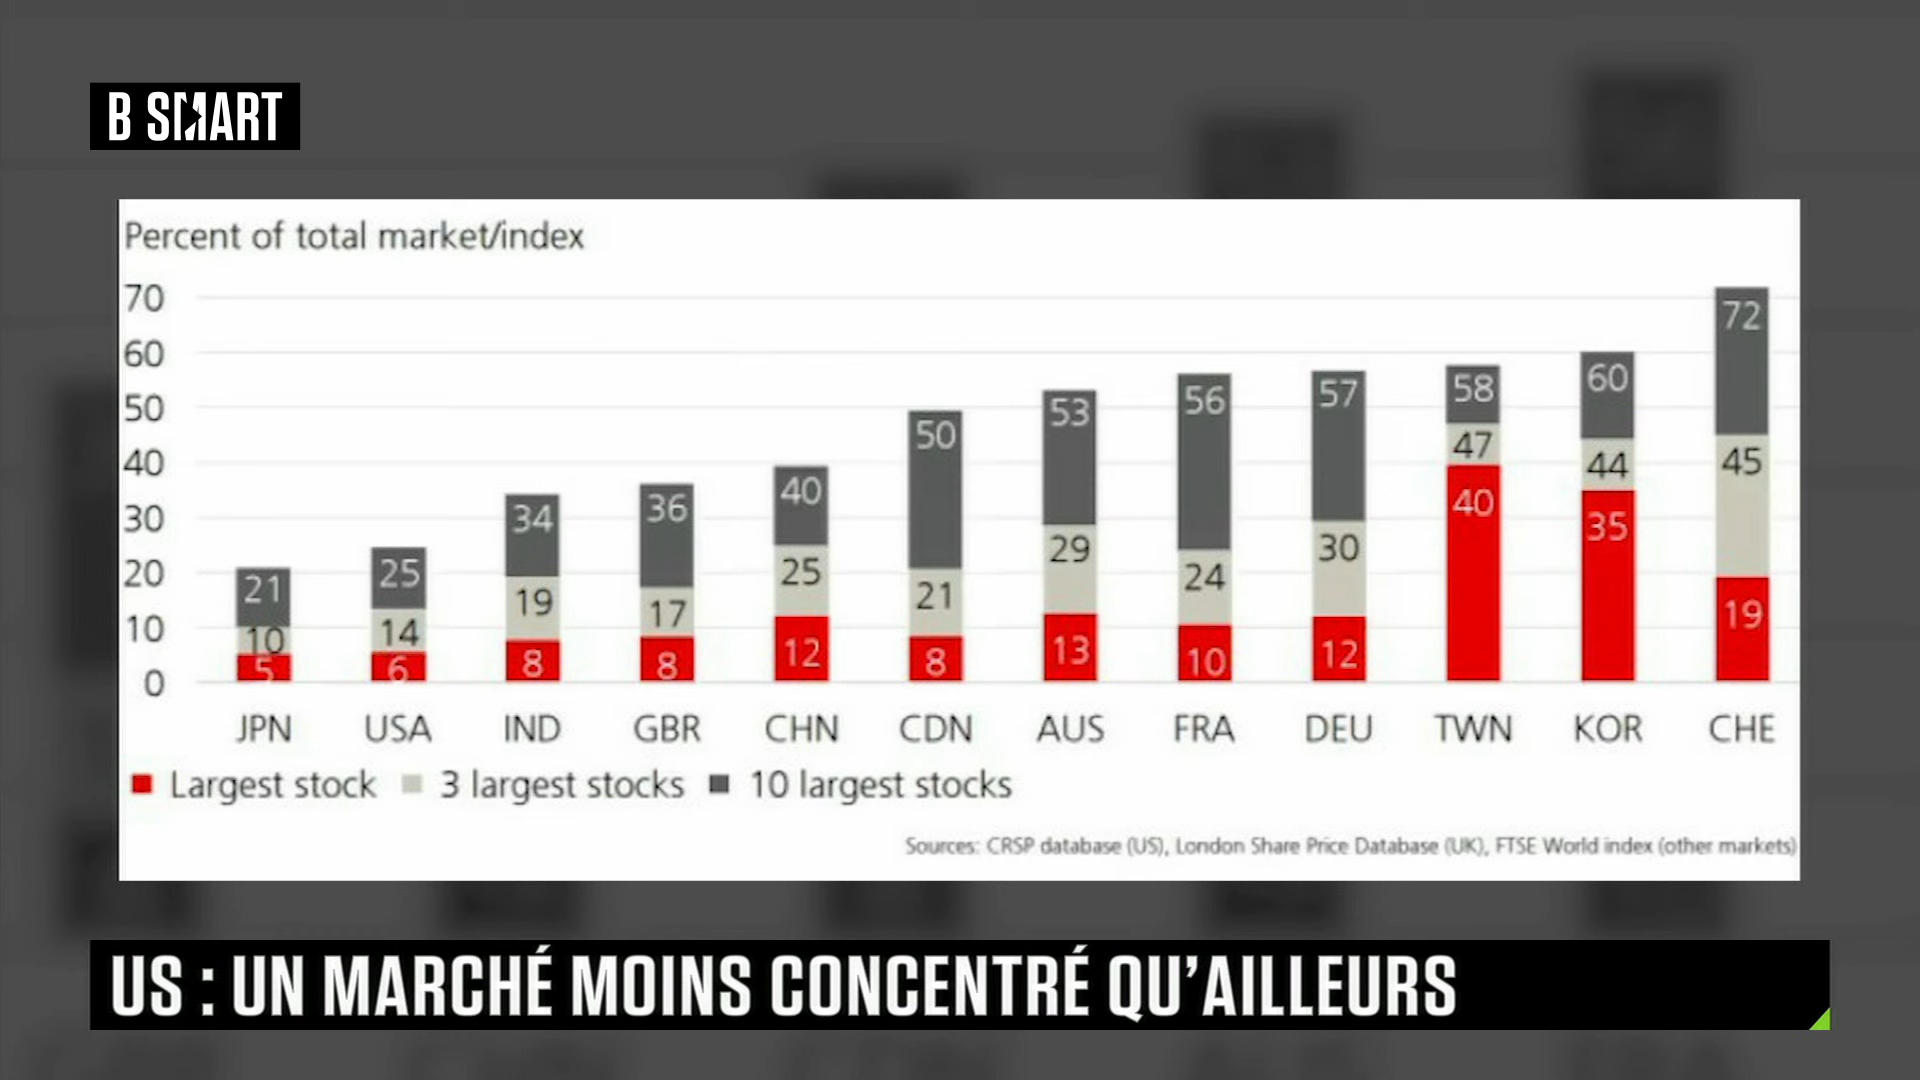 B SMART
Percent of total market/index
70
60
50
40
30
20
10
0
21 25 34 36 40 50 53 56 57 58 60 72
10 14 19 17 25 21 29 24 30 47 44 45
5 6 8 8 12 8 13 10 12 40 35 19
JPN USA IND GBR CHN CDN AUS FRA DEU TWN KOR CHE
Largest stock 3 largest stocks 10 largest stocks
Sources: CRSP database (US), London Share Price Database (UK), FTSE World index (other markets)
US : UN MARCHÉ MOINS CONCENTRÉ QU’AILLEURS